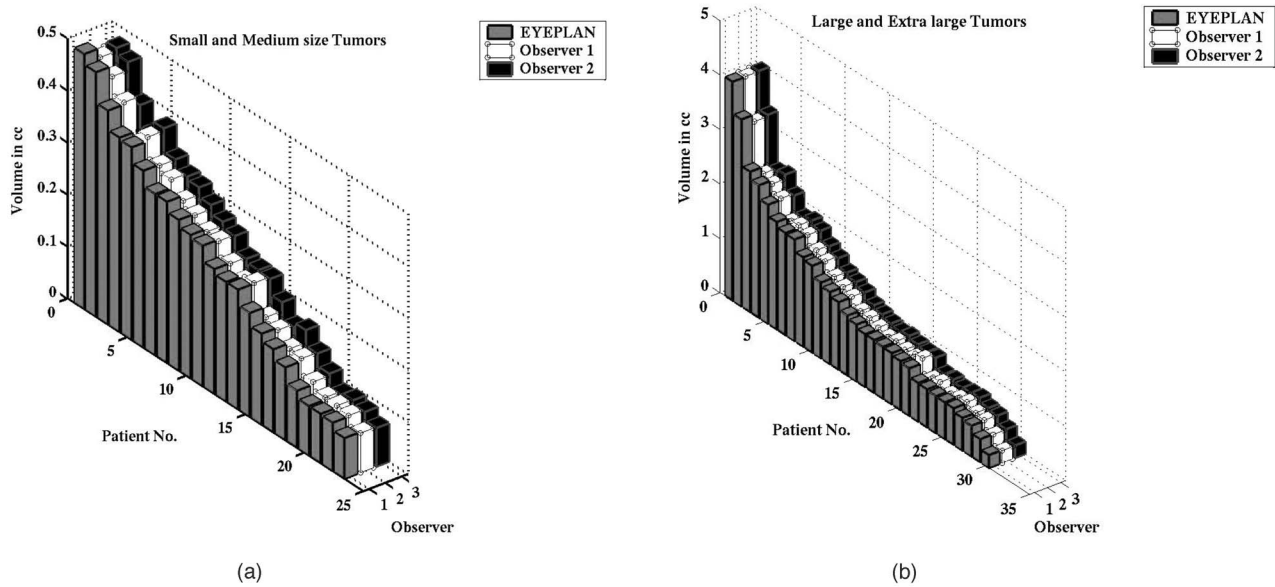 Small and Medium size Tumors
EYEPLAN
Observer 1
Observer 2
Volume in cc
0.5
0.4
0.3
0.2
0.1
0
0
5
10
15
20
25
Patient No.
1
2
3
Observer
(a)
Large and Extra large Tumors
EYEPLAN
Observer 1
Observer 2
Volume in cc
5
4
3
2
1
0
0
5
10
15
20
25
30
35
Patient No.
1
2
3
Observer
(b)